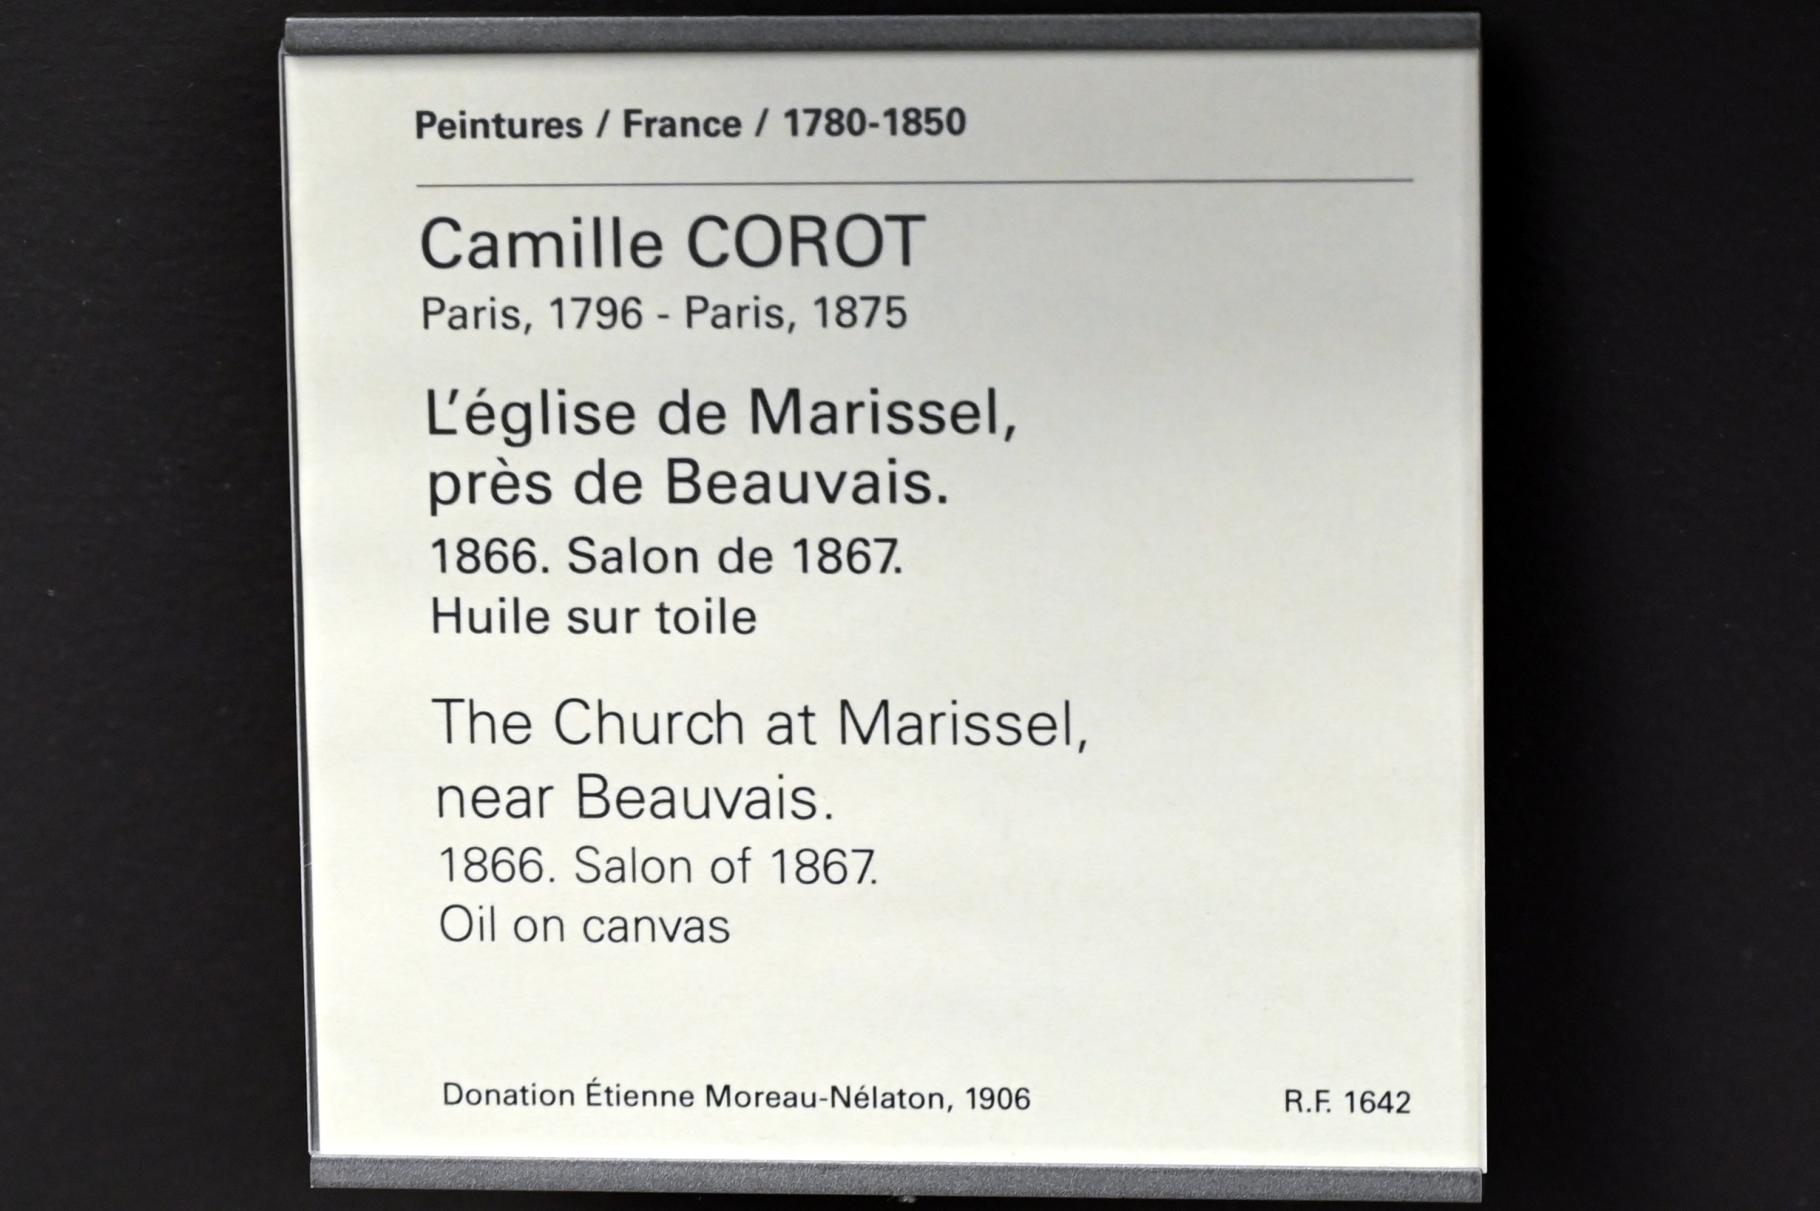 Peintures / France / 1780-1850
Camille COROT
Paris, 1796 - Paris, 1875
L'église de Marissel,
près de Beauvais.
1866. Salon de 1867.
Huile sur toile
The Church at Marissel,
near Beauvais.
1866. Salon of 1867.
Oil on canvas
Donation Étienne Moreau-Nélaton, 1906 R.F. 1642